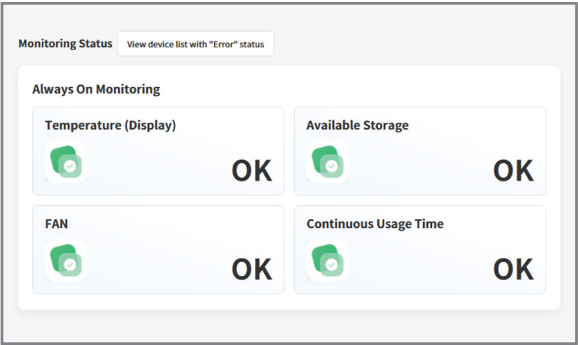 Monitoring Status
View device list with "Error" status
Always On Monitoring
Temperature (Display)
OK
Available Storage
OK
FAN
OK
Continuous Usage Time
OK